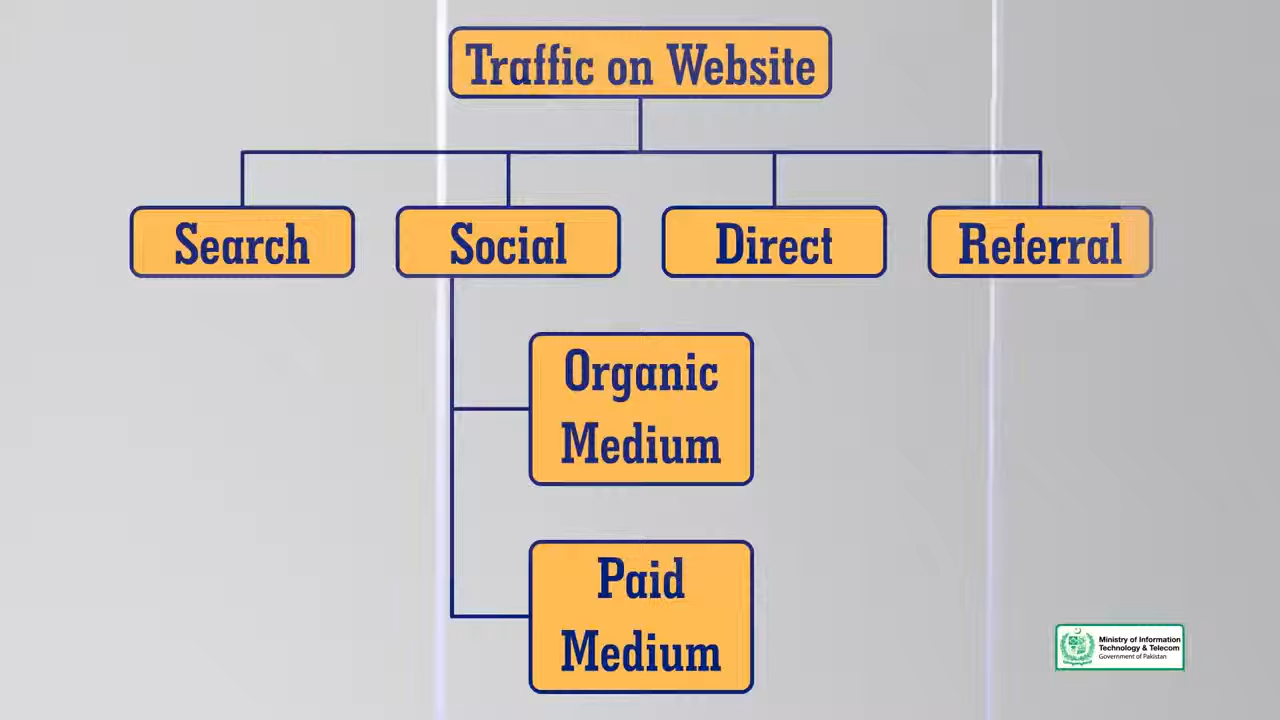 Traffic on Website
Search
Social
Direct
Referral
Organic
Medium
Paid
Medium
Ministry of Information
Technology & Telecom
Government of Pakistan